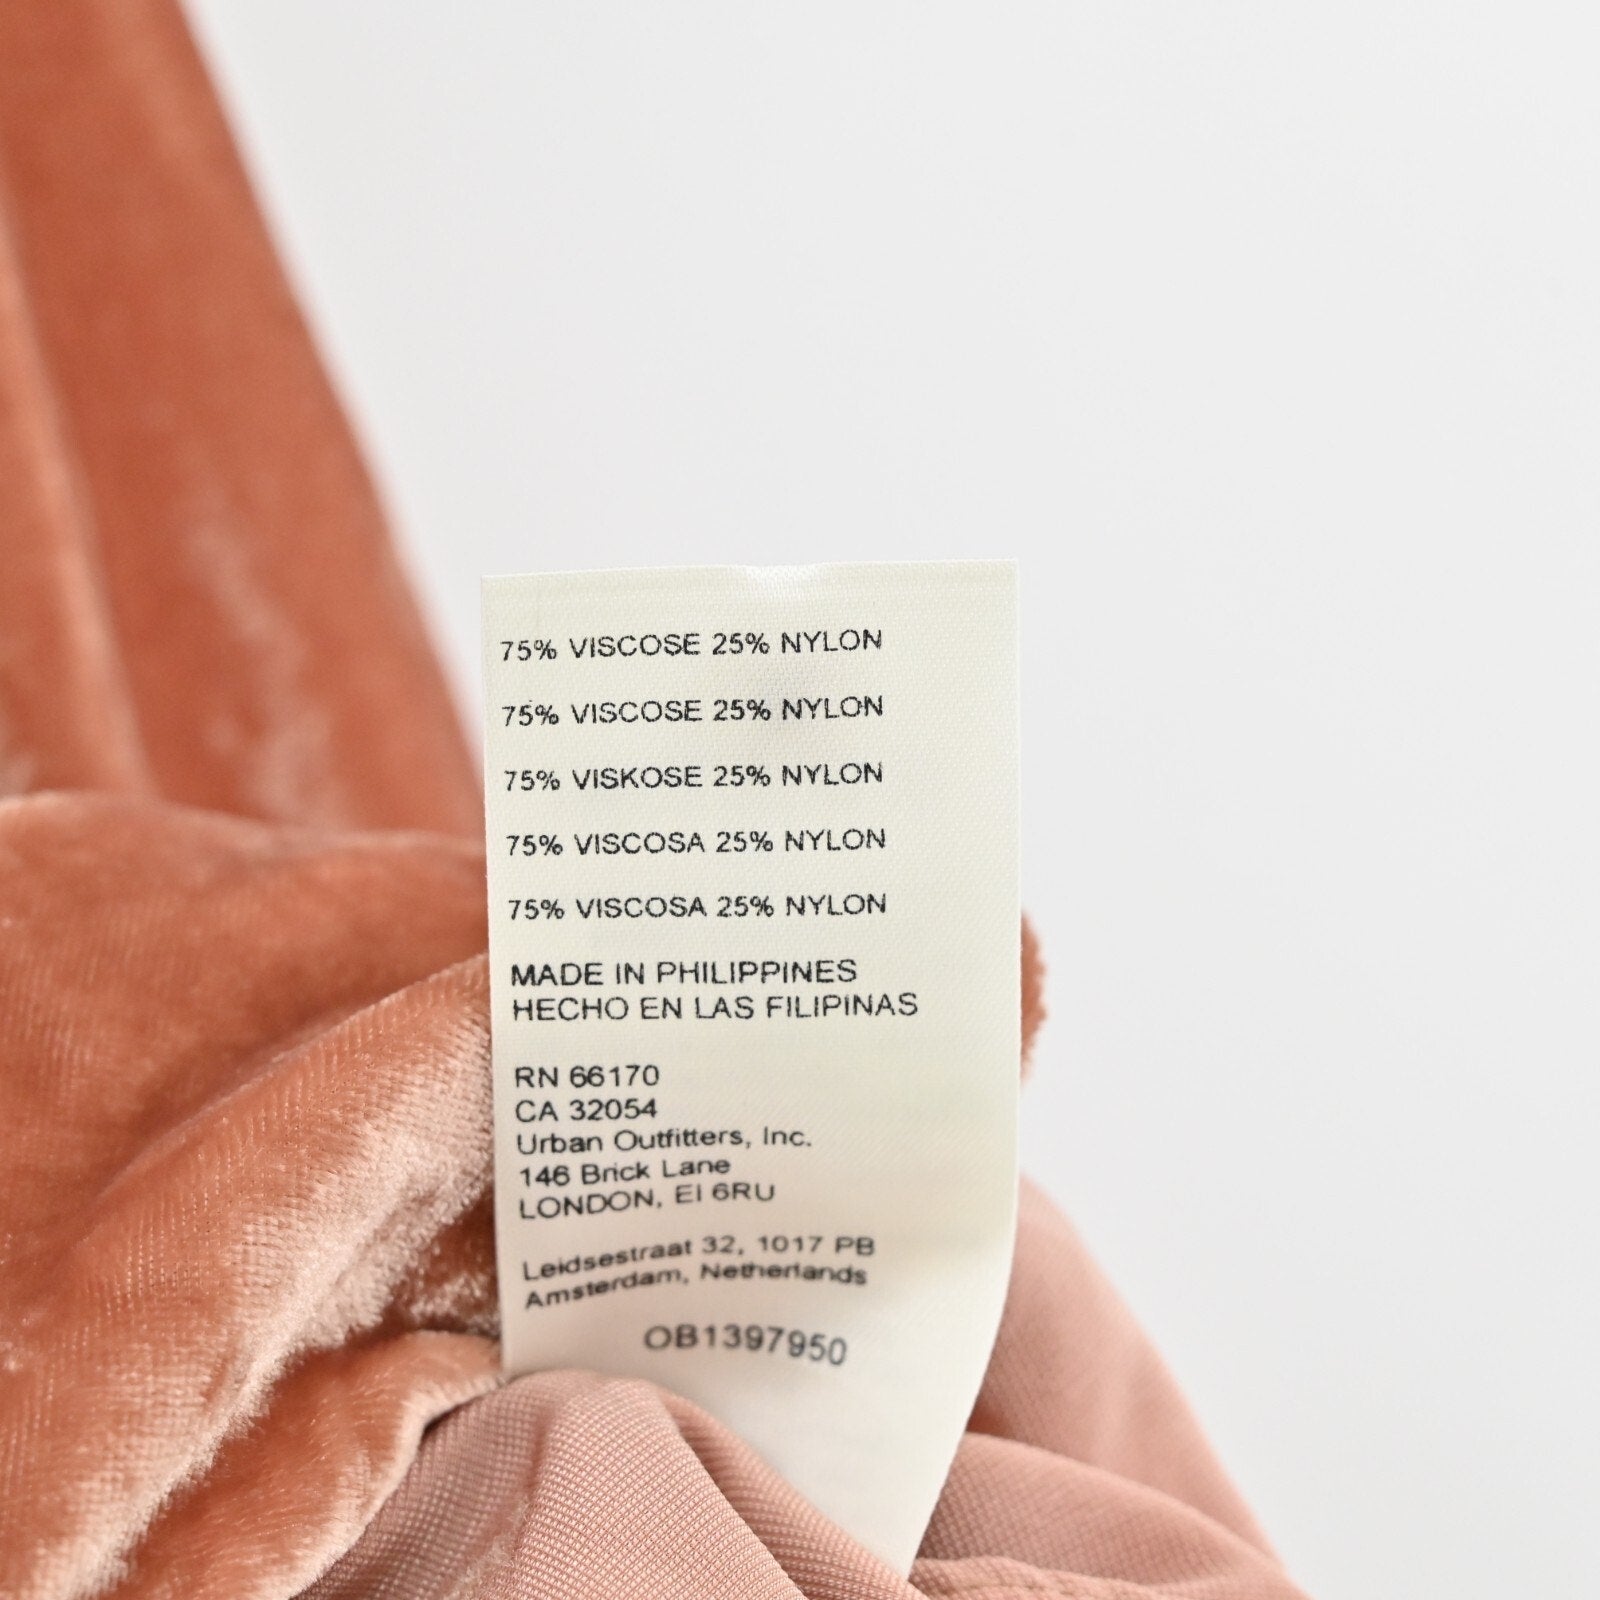 75% VISCOSE 25% NYLON
75% VISCOSE 25% NYLON
75% VISKOSE 25% NYLON
75% VISCOSA 25% NYLON
75% VISCOSA 25% NYLON
MADE IN PHILIPPINES
HECHO EN LAS FILIPINAS
RN 66170
CA 32054
Urban Outfitters, Inc.
146 Brick Lane
LONDON, EI 6RU
Leidsestraat 32, 1017 PB
Amsterdam, Netherlands
OB1397950